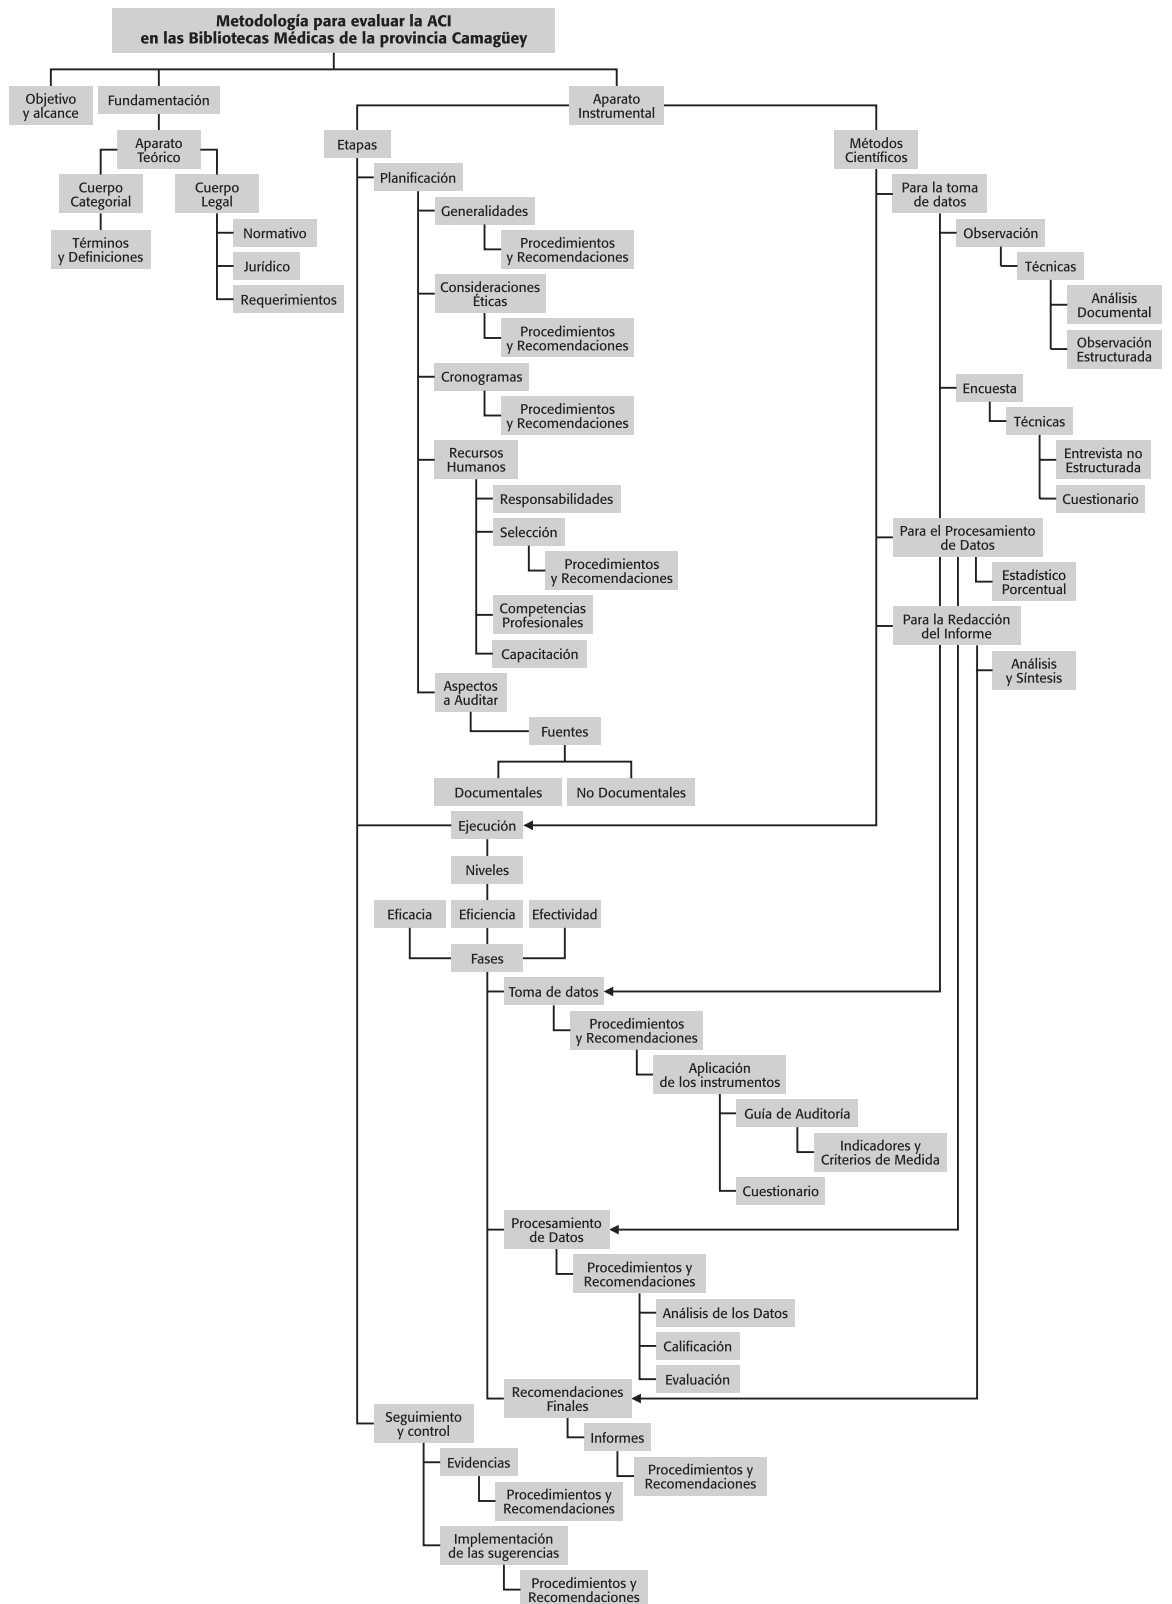 Metodología para evaluar la ACI
en las Bibliotecas Médicas de la provincia Camagüey
Objetivo
y alcance
Fundamentación
Aparato
Teórico
Cuerpo
Categorial
Términos
y Definiciones
Cuerpo
Legal
Normativo
Jurídico
Requerimientos
Aparato
Instrumental
Etapas
Planificación
Generalidades
Procedimientos
y Recomendaciones
Consideraciones
Éticas
Procedimientos
y Recomendaciones
Cronogramas
Procedimientos
y Recomendaciones
Recursos
Humanos
Responsabilidades
Selección
Procedimientos
y Recomendaciones
Competencias
Profesionales
Capacitación
Aspectos
a Auditar
Fuentes
Documentales
No Documentales
Métodos
Científicos
Para la toma
de datos
Observación
Técnicas
Análisis
Documental
Observación
Estructurada
Encuesta
Técnicas
Entrevista no
Estructurada
Cuestionario
Para el Procesamiento
de Datos
Estadístico
Porcentual
Para la Redacción
del Informe
Análisis
y Síntesis
Ejecución
Niveles
Eficacia
Eficiencia
Efectividad
Fases
Toma de datos
Procedimientos
y Recomendaciones
Aplicación
de los instrumentos
Guía de Auditoría
Indicadores y
Criterios de Medida
Cuestionario
Procesamiento
de Datos
Procedimientos y
Recomendaciones
Análisis de los Datos
Calificación
Evaluación
Recomendaciones
Finales
Informes
Procedimientos y
Recomendaciones
Seguimiento
y control
Evidencias
Procedimientos y
Recomendaciones
Implementación
de las sugerencias
Procedimientos y
Recomendaciones